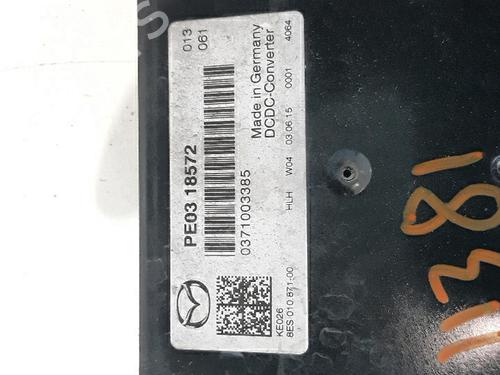 PE03 18572
0371003385
Made in Germany
DCDC-Converter
013
061
HLH W04 03.06.15 0001 4064
KE026
8ES 010 871-00
11381